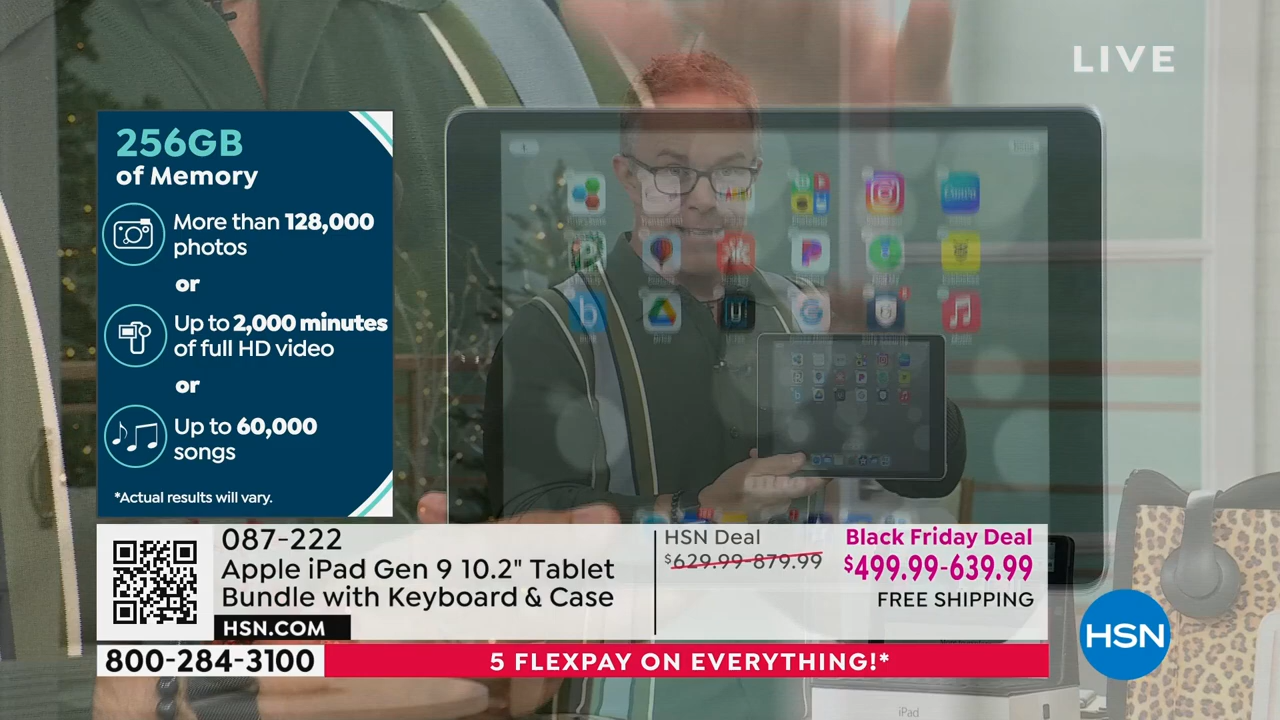 LIVE
256GB
of Memory
More than 128,000
photos
or
Up to 2,000 minutes
of full HD video
or
Up to 60,000
songs
*Actual results will vary.
087-222
Apple iPad Gen 9 10.2" Tablet
Bundle with Keyboard & Case
HSN.COM
HSN Deal
$629.99-879.99
Black Friday Deal
$499.99-639.99
FREE SHIPPING
HSN
800-284-3100
5 FLEXPAY ON EVERYTHING!*
iPad